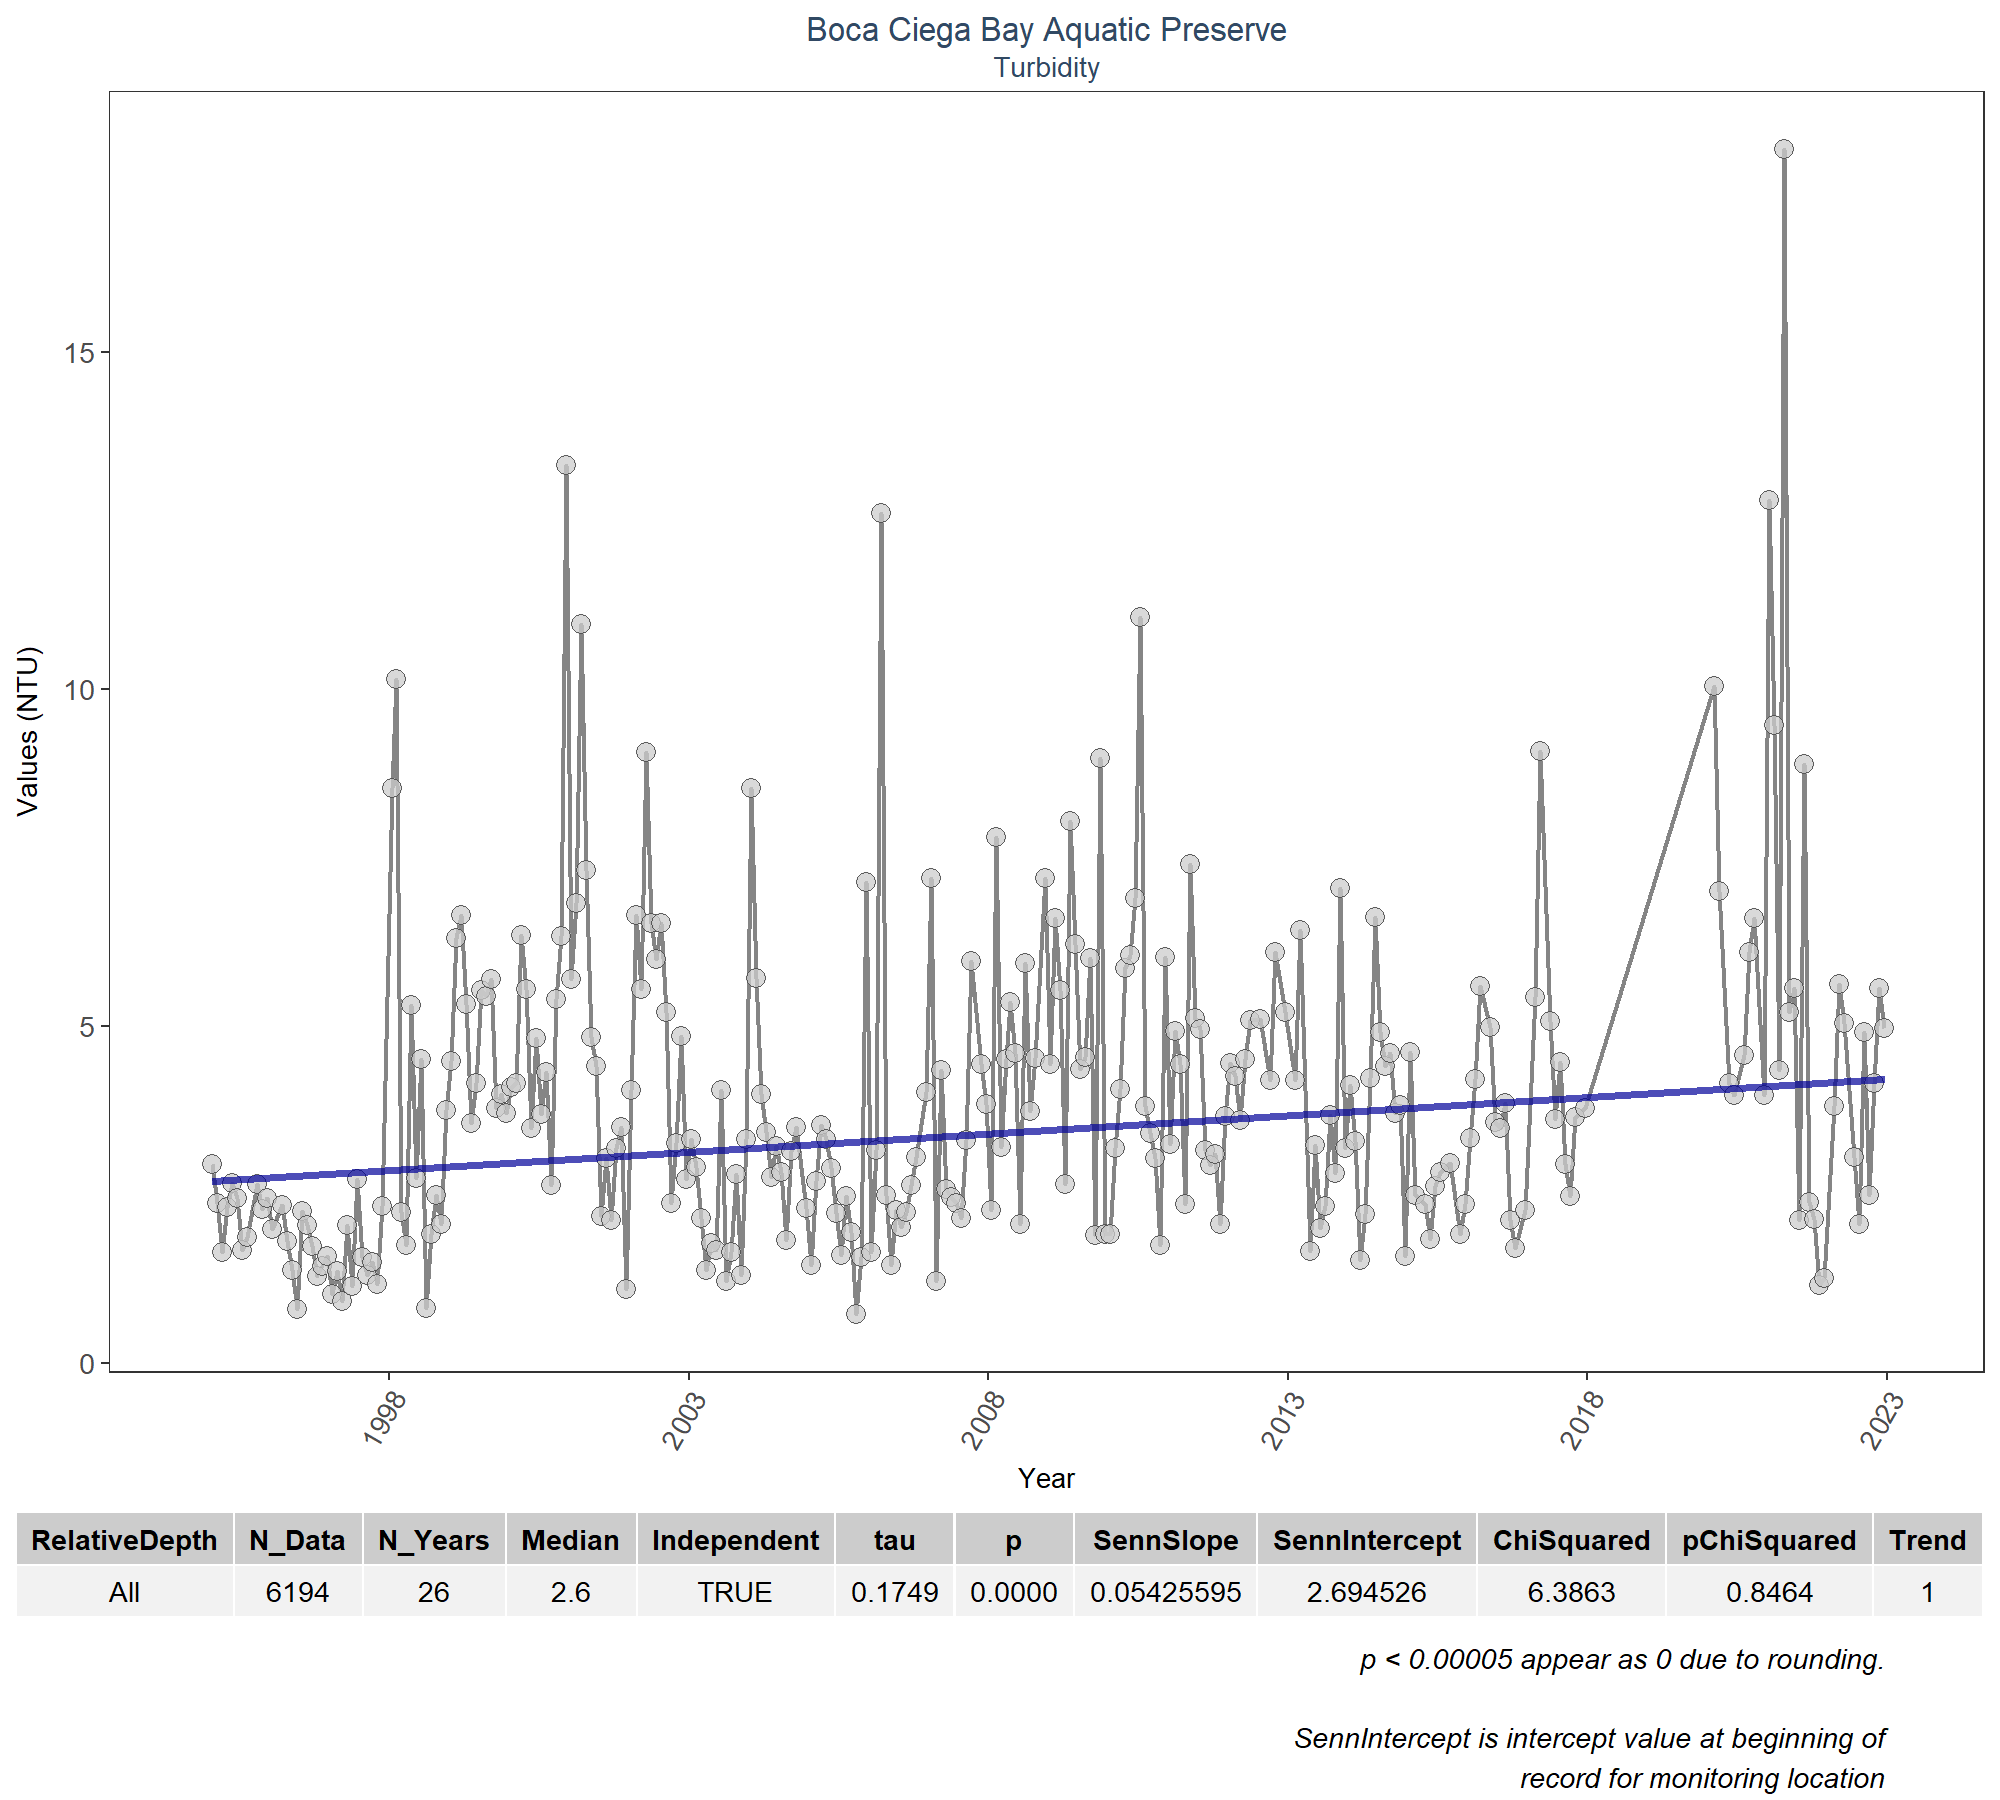 Boca Ciega Bay Aquatic Preserve
Turbidity
Values (NTU)
15
10
5
0
1998 2003 2008 2013 2018 2023
Year
RelativeDepth N_Data N_Years Median Independent tau p SennSlope SennIntercept ChiSquared pChiSquared Trend
All 6194 26 2.6 TRUE 0.1749 0.0000 0.05425595 2.694526 6.3863 0.8464 1
p < 0.00005 appear as 0 due to rounding.
SennIntercept is intercept value at beginning of
record for monitoring location